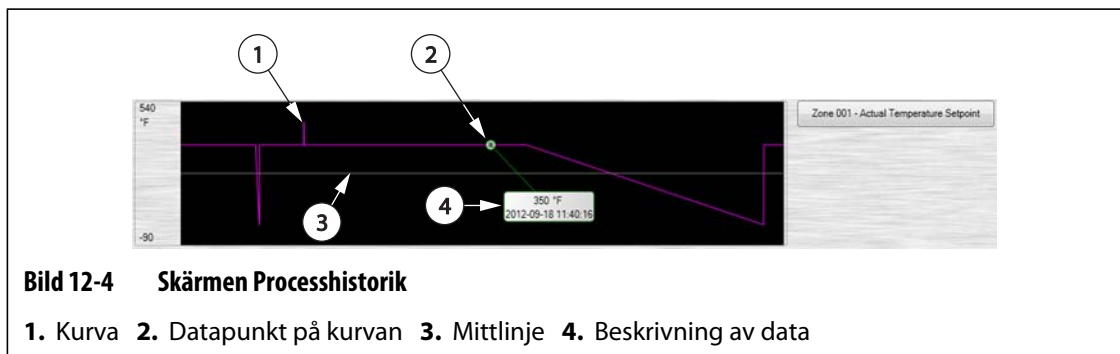 1
2
540
°F
Zone 001 - Actual Temperature Setpoint
350 °F
2012-09-18 11:40:16
4
3
-90
Bild 12-4 Skärmen Processhistorik
1. Kurva 2. Datapunkt på kurvan 3. Mittlinje 4. Beskrivning av data